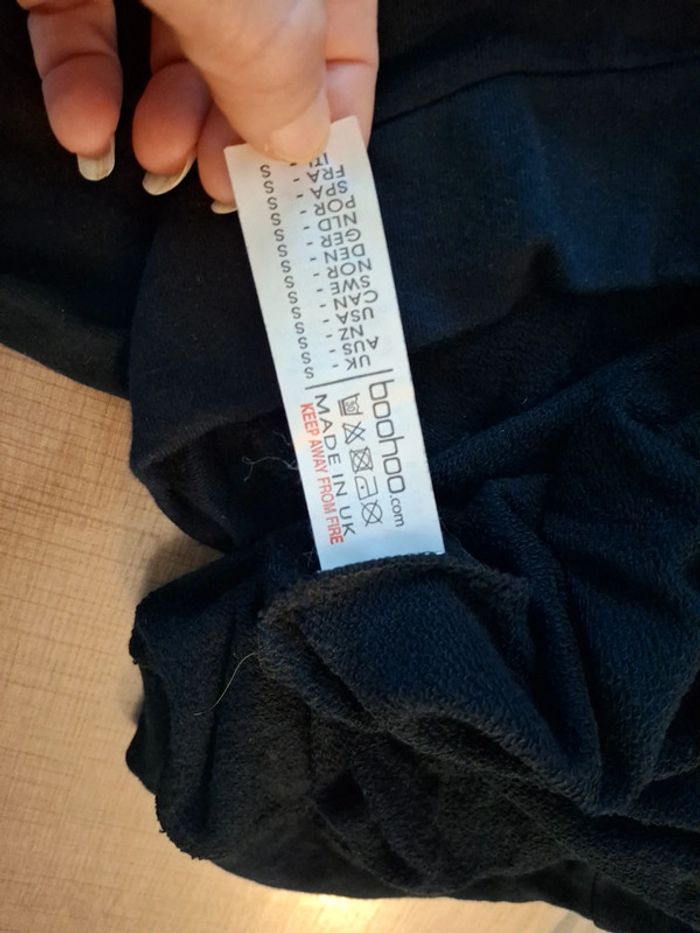 boohoo.com
MADE IN UK
KEEP AWAY FROM FIRE
UK - S
AUS - S
NZ - S
USA - S
CAN - S
SWE - S
NOR - S
DEN - S
GER - S
NLD - S
POR - S
SPA - S
FRA - S